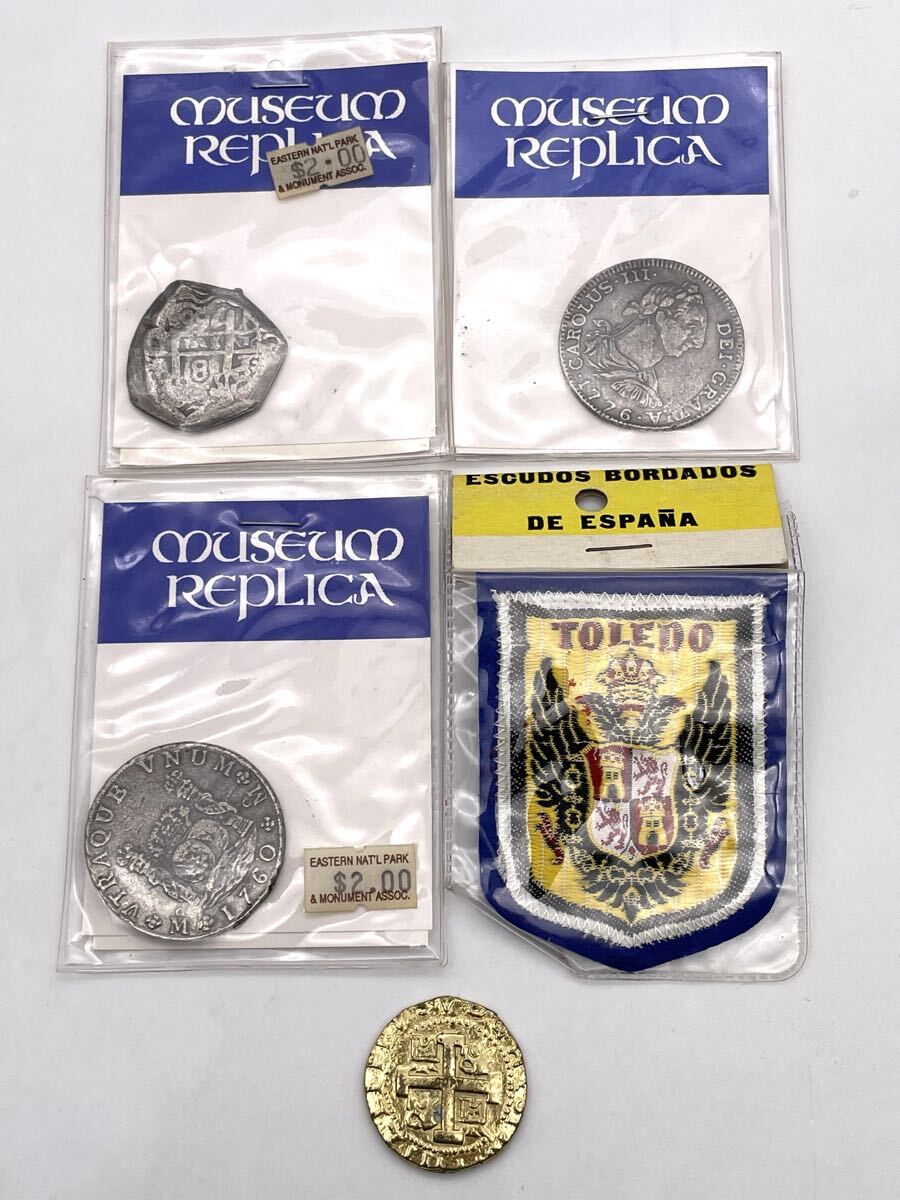 MUSEUM
REPLICA
EASTERN NAT'L PARK
$2.00
& MONUMENT ASSOC.
8
MUSEUM
REPLICA
CAROLUS·III·
DEI·GRATIA
·1776·
MUSEUM
REPLICA
VTRAQUE VNUM
M
1760
M
EASTERN NAT'L PARK
$2.00
& MONUMENT ASSOC.
ESCUDOS BORDADOS
DE ESPAÑA
TOLEDO